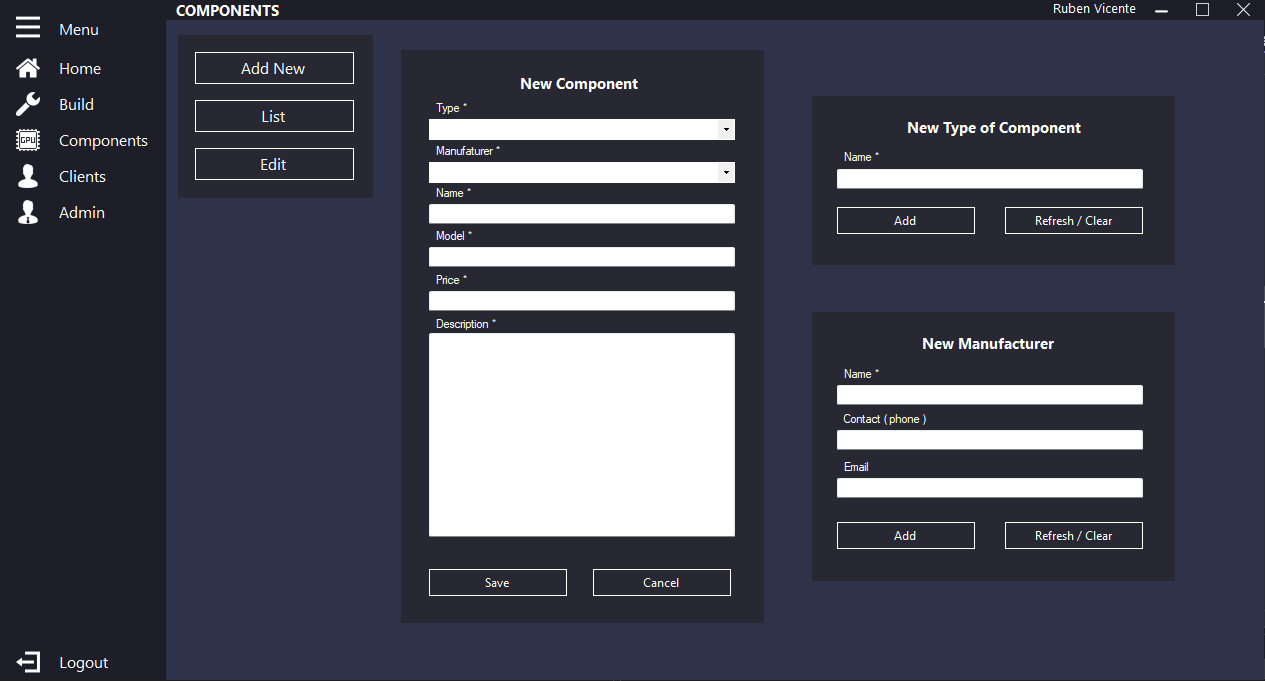 COMPONENTS
Ruben Vicente
Menu
Home
Build
GPU
Components
Clients
Admin
Logout
Add New
List
Edit
New Component
Type *
Manufaturer *
Name *
Model *
Price *
Description *
Save
Cancel
New Type of Component
Name *
Add
Refresh / Clear
New Manufacturer
Name *
Contact ( phone )
Email
Add
Refresh / Clear